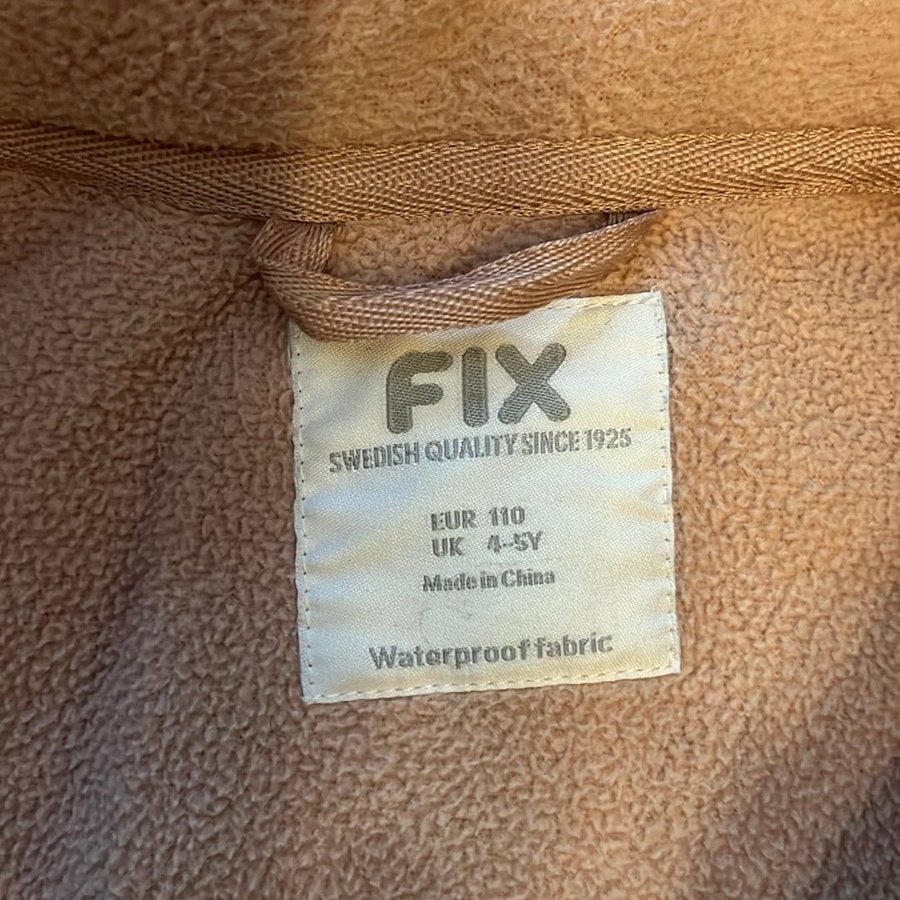 FIX
SWEDISH QUALITY SINCE 1925
EUR 110
UK 4-5Y
Made in China
Waterproof fabric